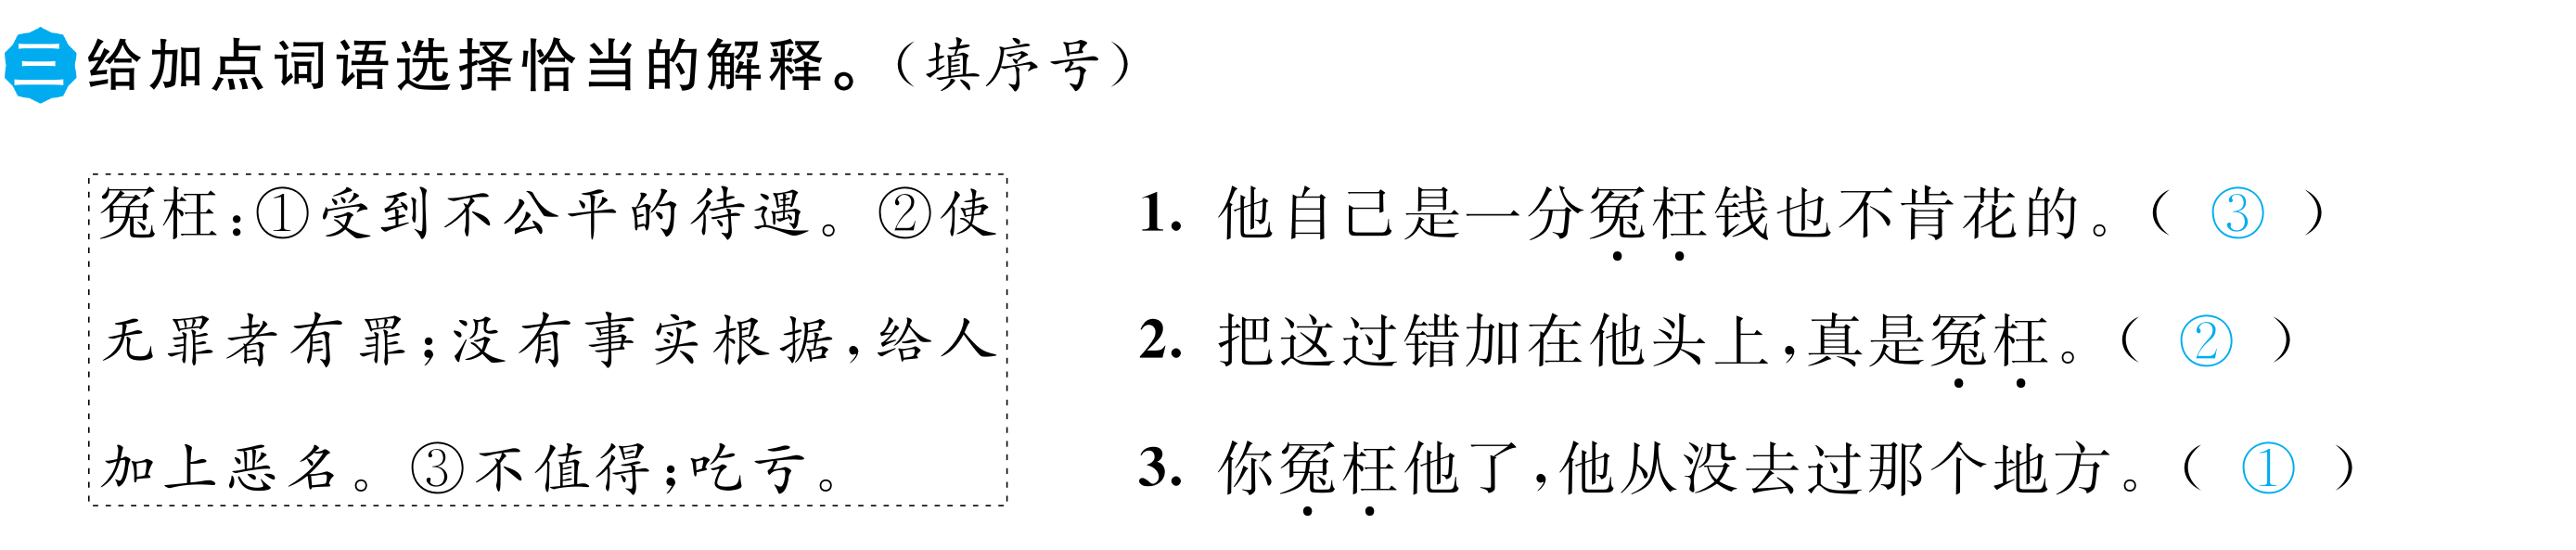 三 给加点词语选择恰当的解释。（填序号）
冤枉：①受到不公平的待遇。②使
无罪者有罪；没有事实根据，给人
加上恶名。③不值得；吃亏。
1. 他自己是一分冤枉钱也不肯花的。（ ③ ）
2. 把这过错加在他头上，真是冤枉。（ ② ）
3. 你冤枉他了，他从没去过那个地方。（ ① ）